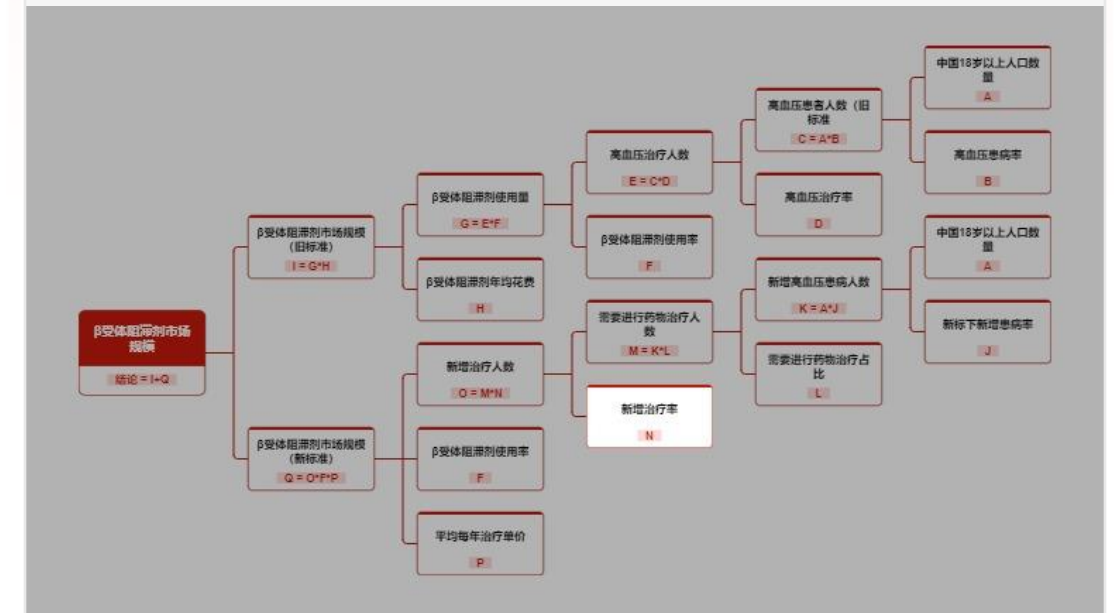 中国18岁以上人口数
量
A
高血压患者人数（旧
标准
C = A*B
高血压治疗人数
E = C*D
高血压患病率
B
β受体阻滞剂使用量
G = E*F
高血压治疗率
D
β受体阻滞剂市场规模
（旧标准）
I = G*H
β受体阻滞剂使用率
F
中国18岁以上人口数
量
A
β受体阻滞剂年均花费
H
新增高血压患病人数
K = A*J
β受体阻滞剂市场
规模
结论 = I+Q
需要进行药物治疗人
数
M = K*L
新标下新增患病率
J
新增治疗人数
O = M*N
需要进行药物治疗占
比
L
新增治疗率
N
β受体阻滞剂市场规模
（新标准）
Q = O*F*P
β受体阻滞剂使用率
F
平均每年治疗单价
P